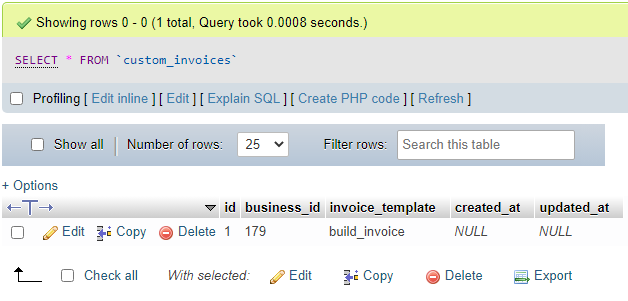 Showing rows 0 - 0 (1 total, Query took 0.0008 seconds.)
SELECT * FROM `custom_invoices`
Profiling [ Edit inline ] [ Edit ] [ Explain SQL ] [ Create PHP code ] [ Refresh ]
Show all Number of rows: 25 Filter rows: Search this table
+ Options
←T→ id business_id invoice_template created_at updated_at
Edit Copy Delete 1 179 build_invoice NULL NULL
Check all With selected: Edit Copy Delete Export